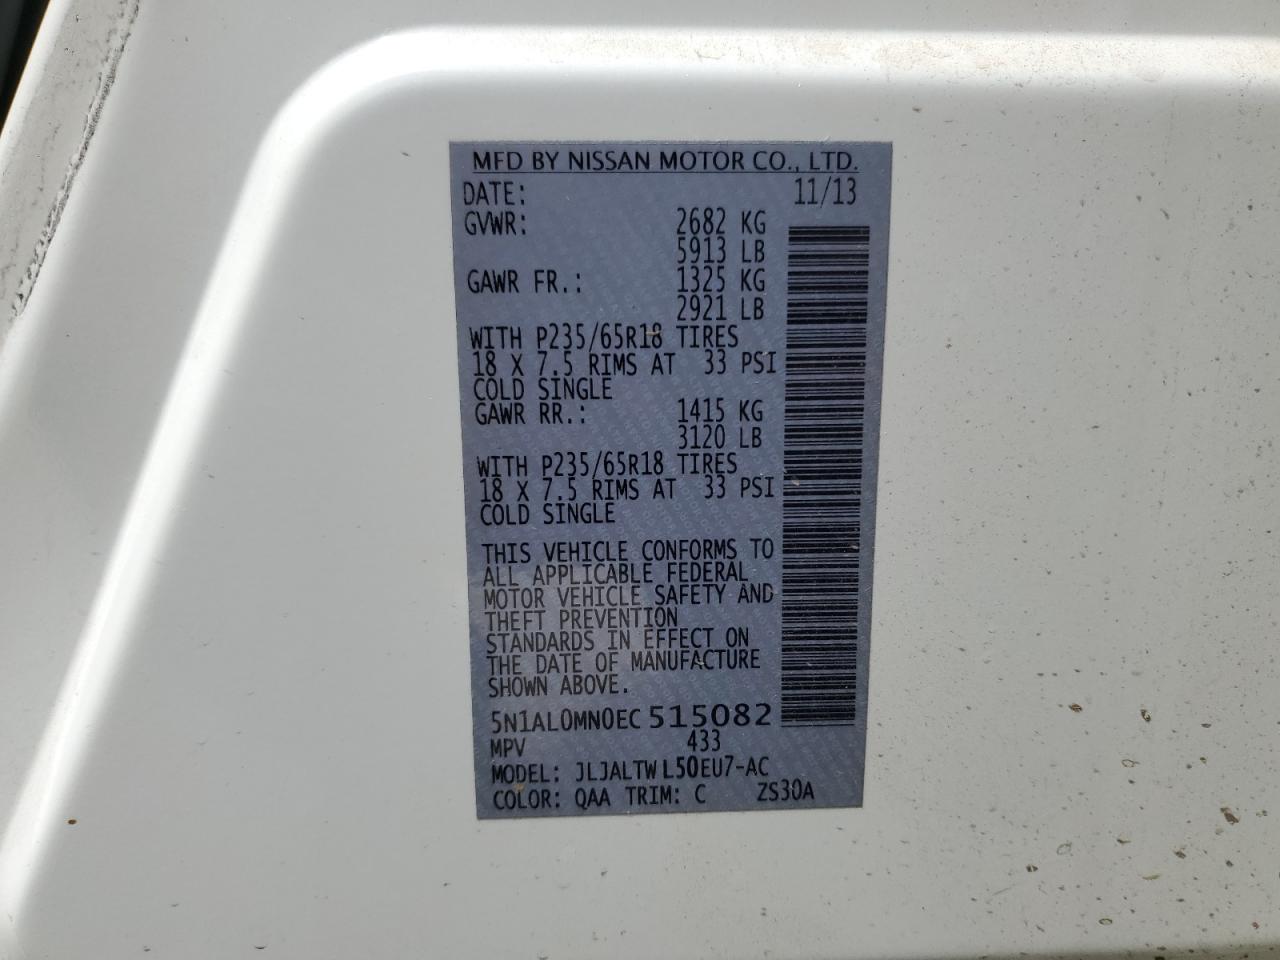 MFD BY NISSAN MOTOR CO., LTD.
DATE: 11/13
GVWR: 2682 KG
5913 LB
GAWR FR.: 1325 KG
2921 LB
WITH P235/65R18 TIRES
18 X 7.5 RIMS AT 33 PSI
COLD SINGLE
GAWR RR.: 1415 KG
3120 LB
WITH P235/65R18 TIRES
18 X 7.5 RIMS AT 33 PSI
COLD SINGLE
THIS VEHICLE CONFORMS TO
ALL APPLICABLE FEDERAL
MOTOR VEHICLE SAFETY AND
THEFT PREVENTION
STANDARDS IN EFFECT ON
THE DATE OF MANUFACTURE
SHOWN ABOVE.
5N1AL0MN0EC 515082
MPV 433
MODEL: JLJALTW L50EU7-AC
COLOR: QAA TRIM: C ZS30A